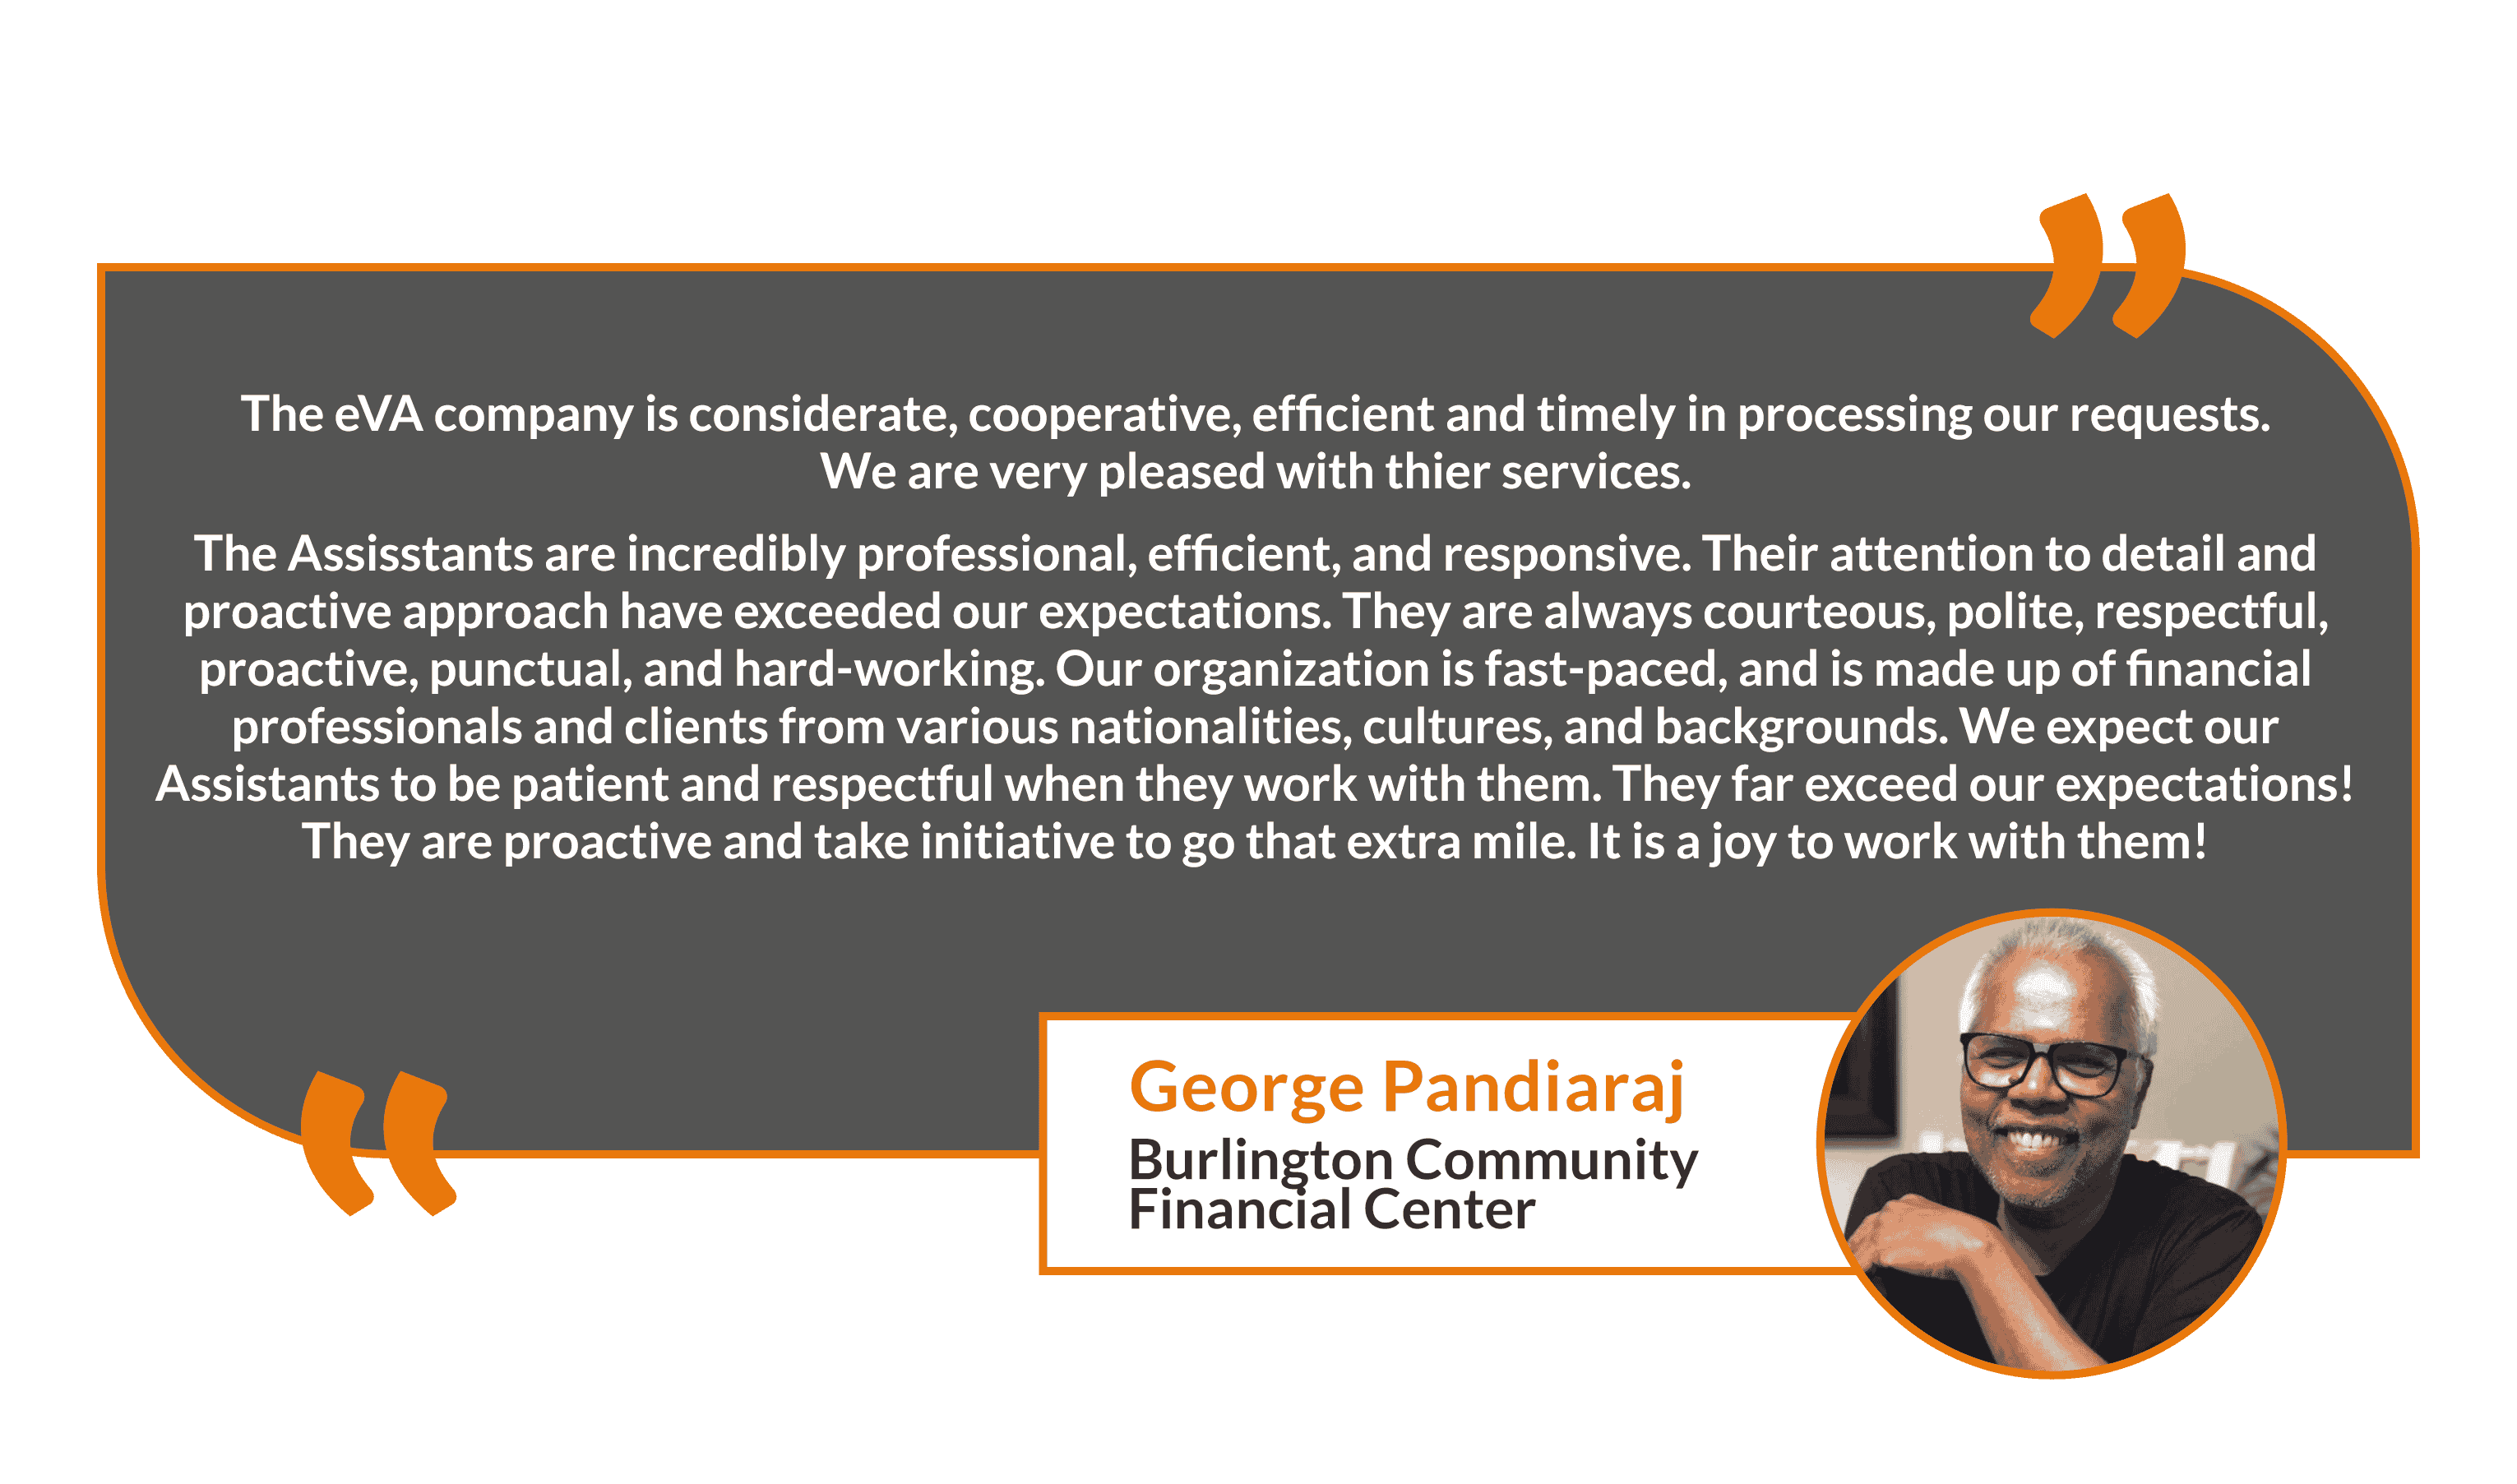 The eVA company is considerate, cooperative, efficient and timely in processing our requests.
We are very pleased with thier services.
The Assisstants are incredibly professional, efficient, and responsive. Their attention to detail and
proactive approach have exceeded our expectations. They are always courteous, polite, respectful,
proactive, punctual, and hard-working. Our organization is fast-paced, and is made up of financial
professionals and clients from various nationalities, cultures, and backgrounds. We expect our
Assistants to be patient and respectful when they work with them. They far exceed our expectations!
They are proactive and take initiative to go that extra mile. It is a joy to work with them!
George Pandiaraj
Burlington Community
Financial Center